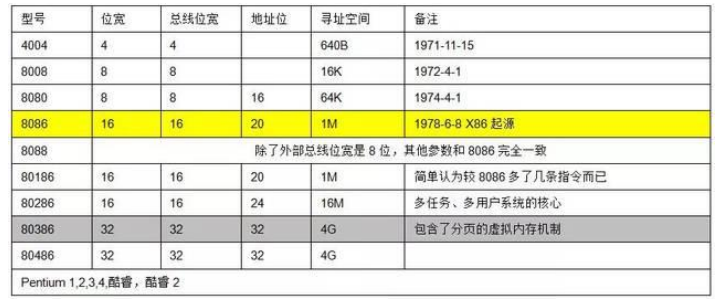 型号 位宽 总线位宽 地址位 寻址空间 备注
4004 4 4 640B 1971-11-15
8008 8 8 16K 1972-4-1
8080 8 8 16 64K 1974-4-1
8086 16 16 20 1M 1978-6-8 X86 起源
8088 除了外部总线位宽是 8 位，其他参数和 8086 完全一致
80186 16 16 20 1M 简单认为较 8086 多了几条指令而已
80286 16 16 24 16M 多任务、多用户系统的核心
80386 32 32 32 4G 包含了分页的虚拟内存机制
80486 32 32 32 4G
Pentium 1,2,3,4,酷睿，酷睿 2